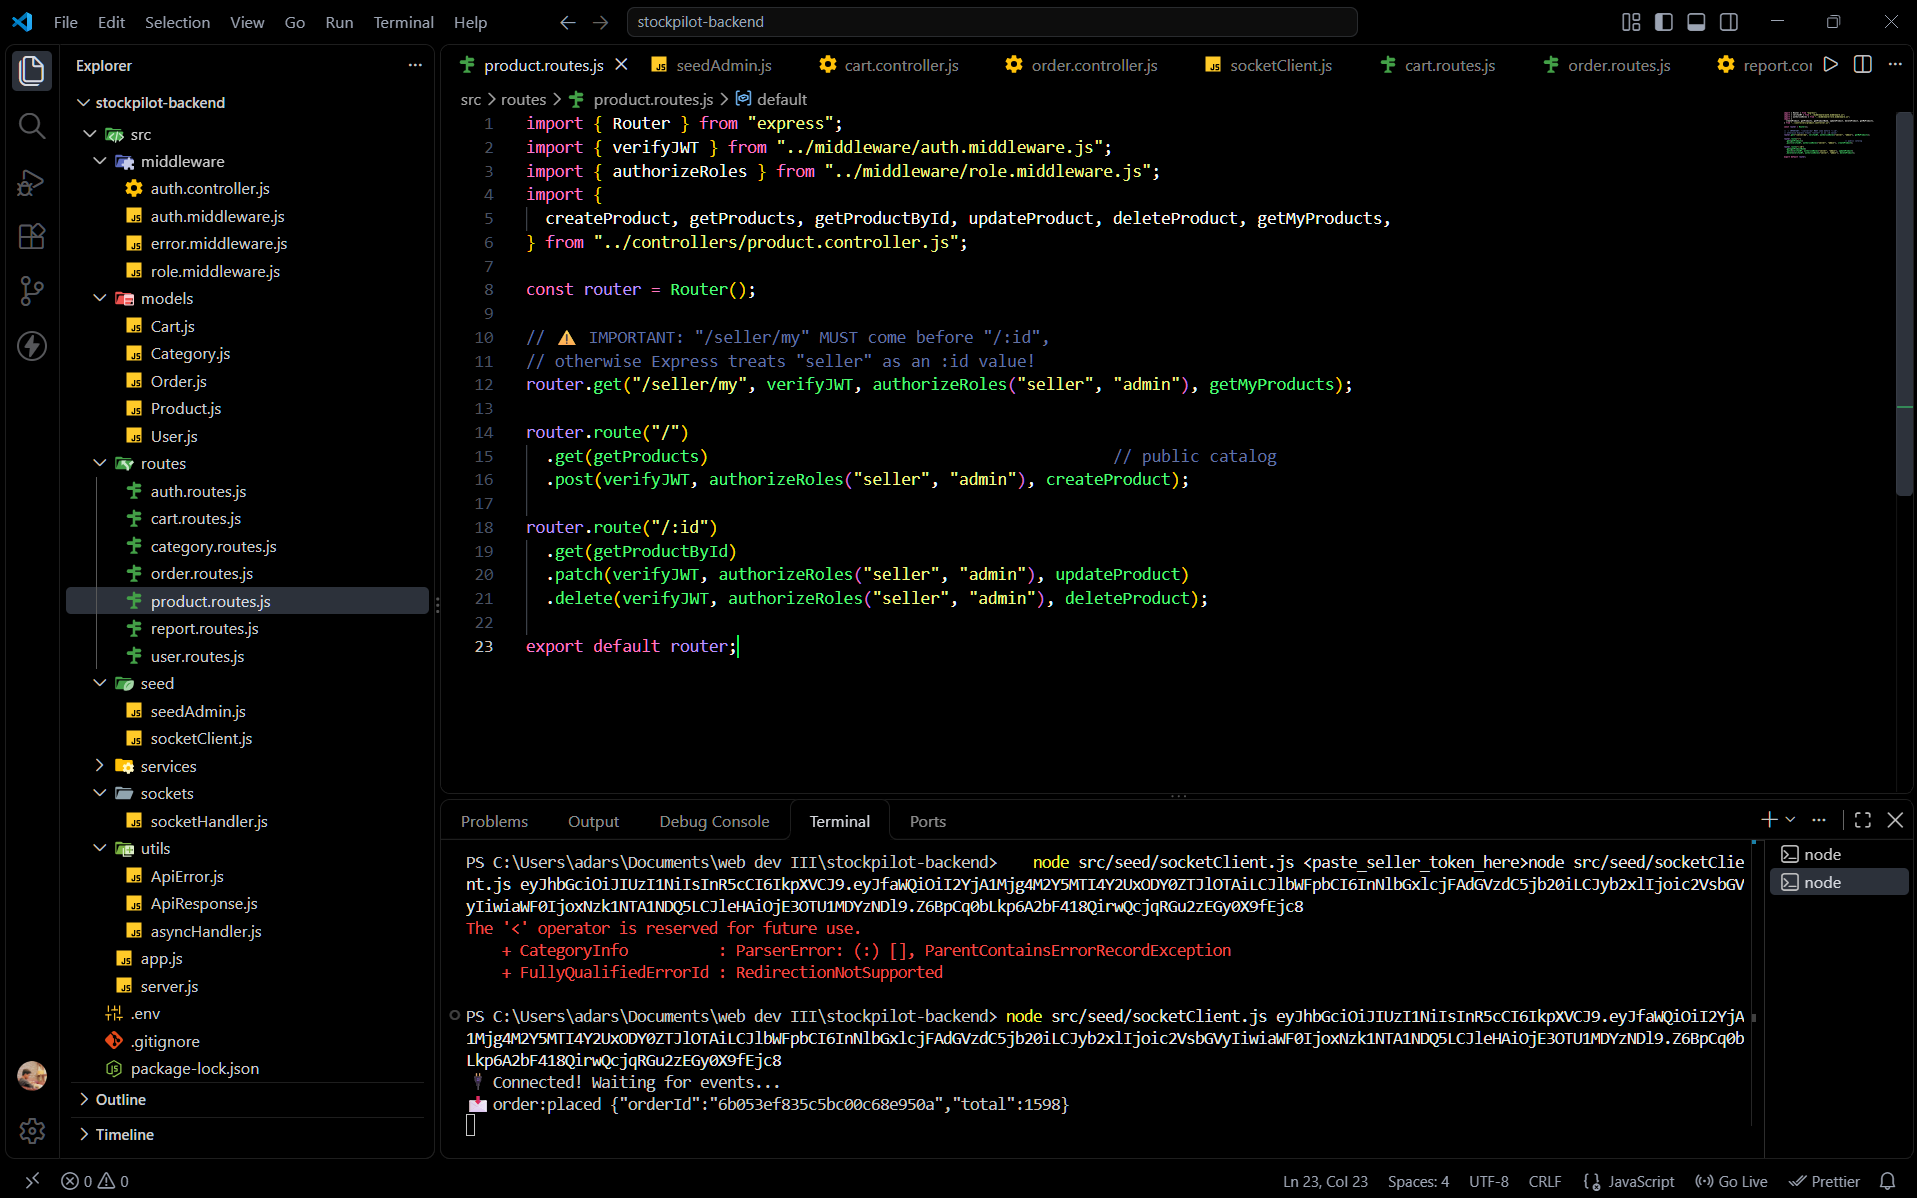 File Edit Selection View Go Run Terminal Help
stockpilot-backend
Explorer
stockpilot-backend
src
middleware
auth.controller.js
auth.middleware.js
error.middleware.js
role.middleware.js
models
Cart.js
Category.js
Order.js
Product.js
User.js
routes
auth.routes.js
cart.routes.js
category.routes.js
order.routes.js
product.routes.js
report.routes.js
user.routes.js
seed
seedAdmin.js
socketClient.js
services
sockets
socketHandler.js
utils
ApiError.js
ApiResponse.js
asyncHandler.js
app.js
server.js
.env
.gitignore
package-lock.json
Outline
Timeline
product.routes.js seedAdmin.js cart.controller.js order.controller.js socketClient.js cart.routes.js order.routes.js report.cor
src > routes > product.routes.js > default
1 import { Router } from "express";
2 import { verifyJWT } from "../middleware/auth.middleware.js";
3 import { authorizeRoles } from "../middleware/role.middleware.js";
4 import {
5 createProduct, getProducts, getProductById, updateProduct, deleteProduct, getMyProducts,
6 } from "../controllers/product.controller.js";
7
8 const router = Router();
9
10 // ⚠️ IMPORTANT: "/seller/my" MUST come before "/:id",
11 // otherwise Express treats "seller" as an :id value!
12 router.get("/seller/my", verifyJWT, authorizeRoles("seller", "admin"), getMyProducts);
13
14 router.route("/")
15 .get(getProducts) // public catalog
16 .post(verifyJWT, authorizeRoles("seller", "admin"), createProduct);
17
18 router.route("/:id")
19 .get(getProductById)
20 .patch(verifyJWT, authorizeRoles("seller", "admin"), updateProduct)
21 .delete(verifyJWT, authorizeRoles("seller", "admin"), deleteProduct);
22
23 export default router;
Problems Output Debug Console Terminal Ports
PS C:\Users\adars\Documents\web dev III\stockpilot-backend> node src/seed/socketClient.js <paste_seller_token_here>node src/seed/socketClie
nt.js eyJhbGciOiJIUzI1NiIsInR5cCI6IkpXVCJ9.eyJfaWQiOiI2YjA1Mjg4M2Y5MTI4Y2UxODY0ZTJlOTAiLCJlbWFpbCI6InNlbGxlcjFAdGVzdC5jb20iLCJyb2xlIjoic2VsbGV
yIiwiaWF0IjoxNzk1NTA1NDQ5LCJleHAiOjE3OTU1MDYzNDl9.Z6BpCq0bLkp6A2bF418QirwQcjqRGu2zEGy0X9fEjc8
The '<' operator is reserved for future use.
+ CategoryInfo : ParserError: (:) [], ParentContainsErrorRecordException
+ FullyQualifiedErrorId : RedirectionNotSupported
PS C:\Users\adars\Documents\web dev III\stockpilot-backend> node src/seed/socketClient.js eyJhbGciOiJIUzI1NiIsInR5cCI6IkpXVCJ9.eyJfaWQiOiI2YjA
1Mjg4M2Y5MTI4Y2UxODY0ZTJlOTAiLCJlbWFpbCI6InNlbGxlcjFAdGVzdC5jb20iLCJyb2xlIjoic2VsbGVyIiwiaWF0IjoxNzk1NTA1NDQ5LCJleHAiOjE3OTU1MDYzNDl9.Z6BpCq0b
Lkp6A2bF418QirwQcjqRGu2zEGy0X9fEjc8
Connected! Waiting for events...
order:placed {"orderId":"6b053ef835c5bc00c68e950a","total":1598}
node
node
0 0
Ln 23, Col 23 Spaces: 4 UTF-8 CRLF JavaScript Go Live Prettier